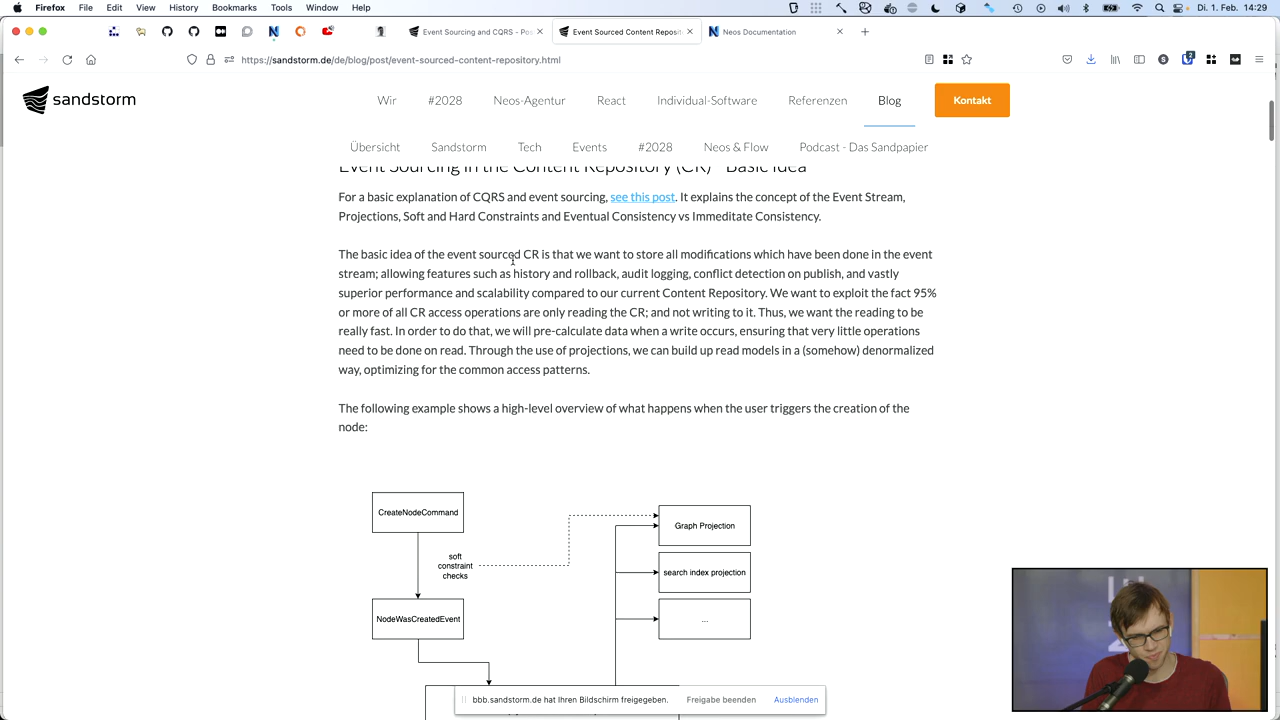 Firefox File Edit View History Bookmarks Tools Window Help Di. 1. Feb. 14:29
Event Sourcing and CQRS - Pos
Event Sourced Content Reposit
Neos Documentation
https://sandstorm.de/de/blog/post/event-sourced-content-repository.html
sandstorm
Wir #2028 Neos-Agentur React Individual-Software Referenzen Blog Kontakt
Übersicht Sandstorm Tech Events #2028 Neos & Flow Podcast - Das Sandpapier
Event Sourcing in the Content Repository (CR) - Basic Idea
For a basic explanation of CQRS and event sourcing, see this post. It explains the concept of the Event Stream,
Projections, Soft and Hard Constraints and Eventual Consistency vs Immeditate Consistency.
The basic idea of the event sourced CR is that we want to store all modifications which have been done in the event
stream; allowing features such as history and rollback, audit logging, conflict detection on publish, and vastly
superior performance and scalability compared to our current Content Repository. We want to exploit the fact 95%
or more of all CR access operations are only reading the CR; and not writing to it. Thus, we want the reading to be
really fast. In order to do that, we will pre-calculate data when a write occurs, ensuring that very little operations
need to be done on read. Through the use of projections, we can build up read models in a (somehow) denormalized
way, optimizing for the common access patterns.
The following example shows a high-level overview of what happens when the user triggers the creation of the
node:
CreateNodeCommand
Graph Projection
soft
constraint
checks
search index projection
NodeWasCreatedEvent
...
bbb.sandstorm.de hat Ihren Bildschirm freigegeben. Freigabe beenden Ausblenden